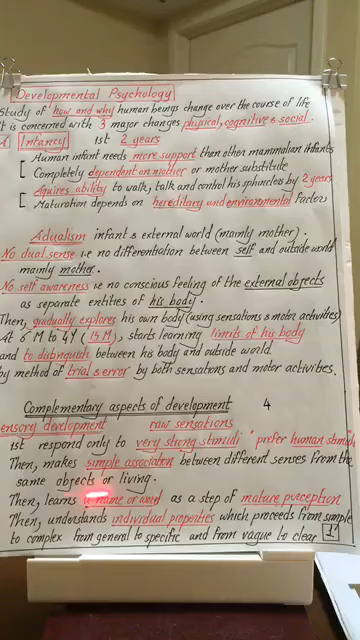 Developmental Psychology
Study of how and why human beings change over the course of life
It is concerned with 3 major changes physical, cognitive & social.
Infancy 1st 2 years
Human infant needs more support than other mammalian infants
Completely dependent on mother or mother substitute
Aquires ability to walk, talk and control his sphincters by 2 years
Maturation depends on hereditary and environmental factors
Adualism infant & external world (mainly mother).
No dual sense i.e no differentiation between self and outside world
mainly mother.
No self awareness i.e no conscious feeling of the external objects
as separate entities of his body.
Then, gradually explores his own body (using sensations & motor activities)
At 6 M to 4Y (15 M), starts learning limits of his body
and to distinguish between his body and outside world.
by method of trial & error by both sensations and motor activities.
Complementary aspects of development 4
sensory development raw sensations
1st respond only to very strong stimuli "prefer human stimuli
Then, makes simple association between different senses from the
same objects or living.
Then, learns a name or word as a step of mature perception
Then, understands individual properties which proceeds from simple
to complex from general to specific and from vague to clear 1